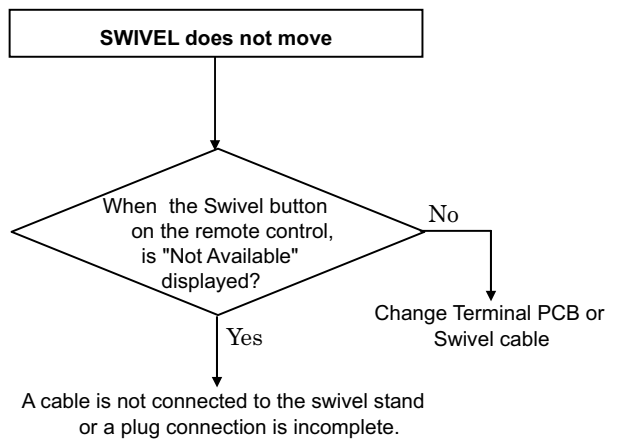 SWIVEL does not move
When the Swivel button
on the remote control,
is "Not Available"
displayed?
No
Change Terminal PCB or
Swivel cable
Yes
A cable is not connected to the swivel stand
or a plug connection is incomplete.